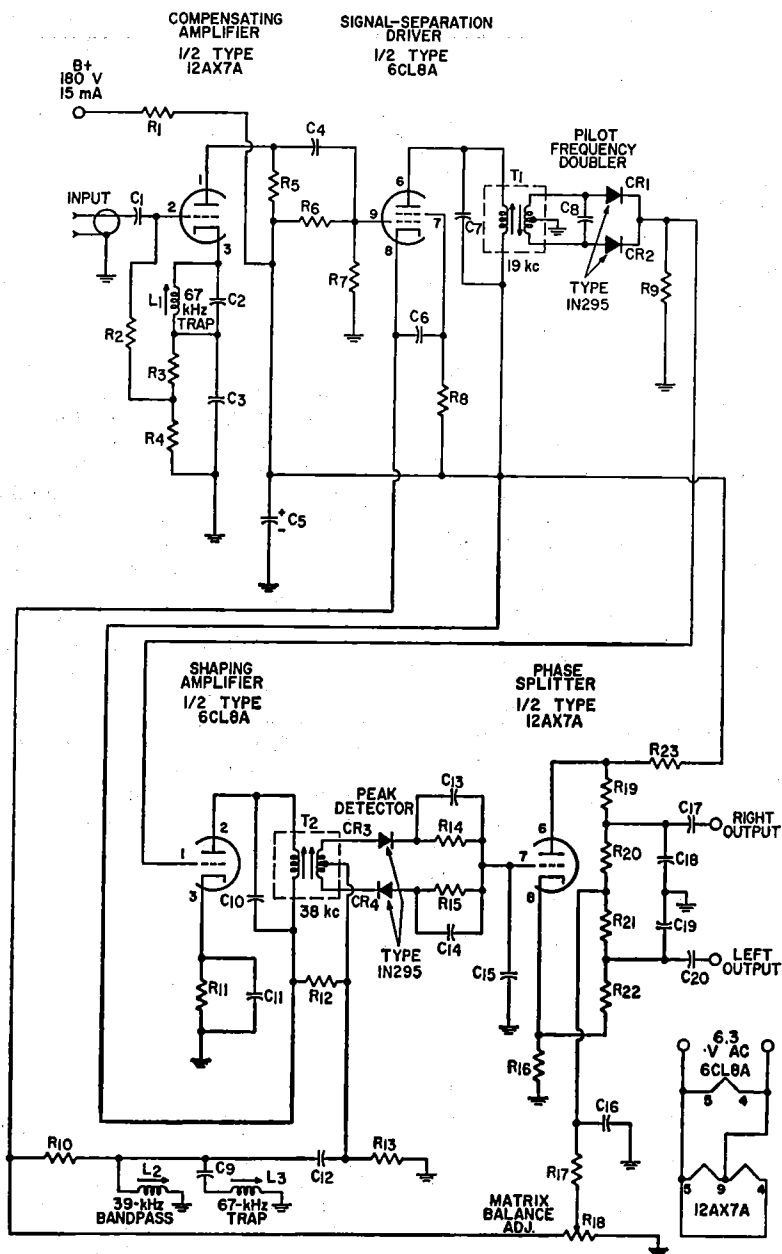 COMPENSATING
AMPLIFIER
1/2 TYPE
12AX7A
SIGNAL-SEPARATION
DRIVER
1/2 TYPE
6CL8A
B+
180 V
15 mA
R1
C4
PILOT
FREQUENCY
DOUBLER
1
R5
6
T1
CR1
INPUT
C1
2
R6
9
7
C7
C8
3
8
CR2
19 kc
L1
67
kHz
TRAP
C2
R7
TYPE
IN295
R9
R2
C6
R3
C3
R8
R4
+
-
C5
SHAPING
AMPLIFIER
1/2 TYPE
6CL8A
PHASE
SPLITTER
1/2 TYPE
12AX7A
R23
C13
PEAK
DETECTOR
R19
2
T2
CR3
R14
6
C17
RIGHT
OUTPUT
1
7
R20
C18
3
C10
38 kc
CR4
R15
8
R21
C19
C14
TYPE
IN295
C15
C20
LEFT
OUTPUT
R11
C11
R12
R22
R16
6.3
V AC
6CL8A
5
4
C16
R10
C9
L3
C12
R13
R17
L2
39-kHz
BANDPASS
67-kHz
TRAP
MATRIX
BALANCE
ADJ.
R18
5
9
4
12AX7A